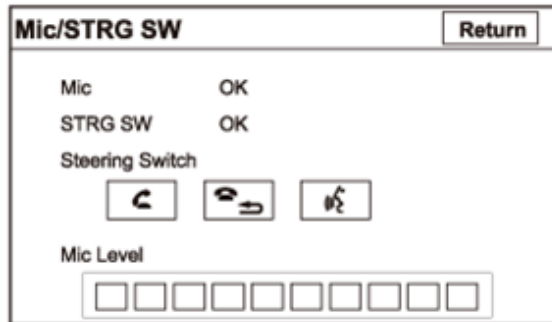 Mic/STRG SW Return
Mic OK
STRG SW OK
Steering Switch
Mic Level